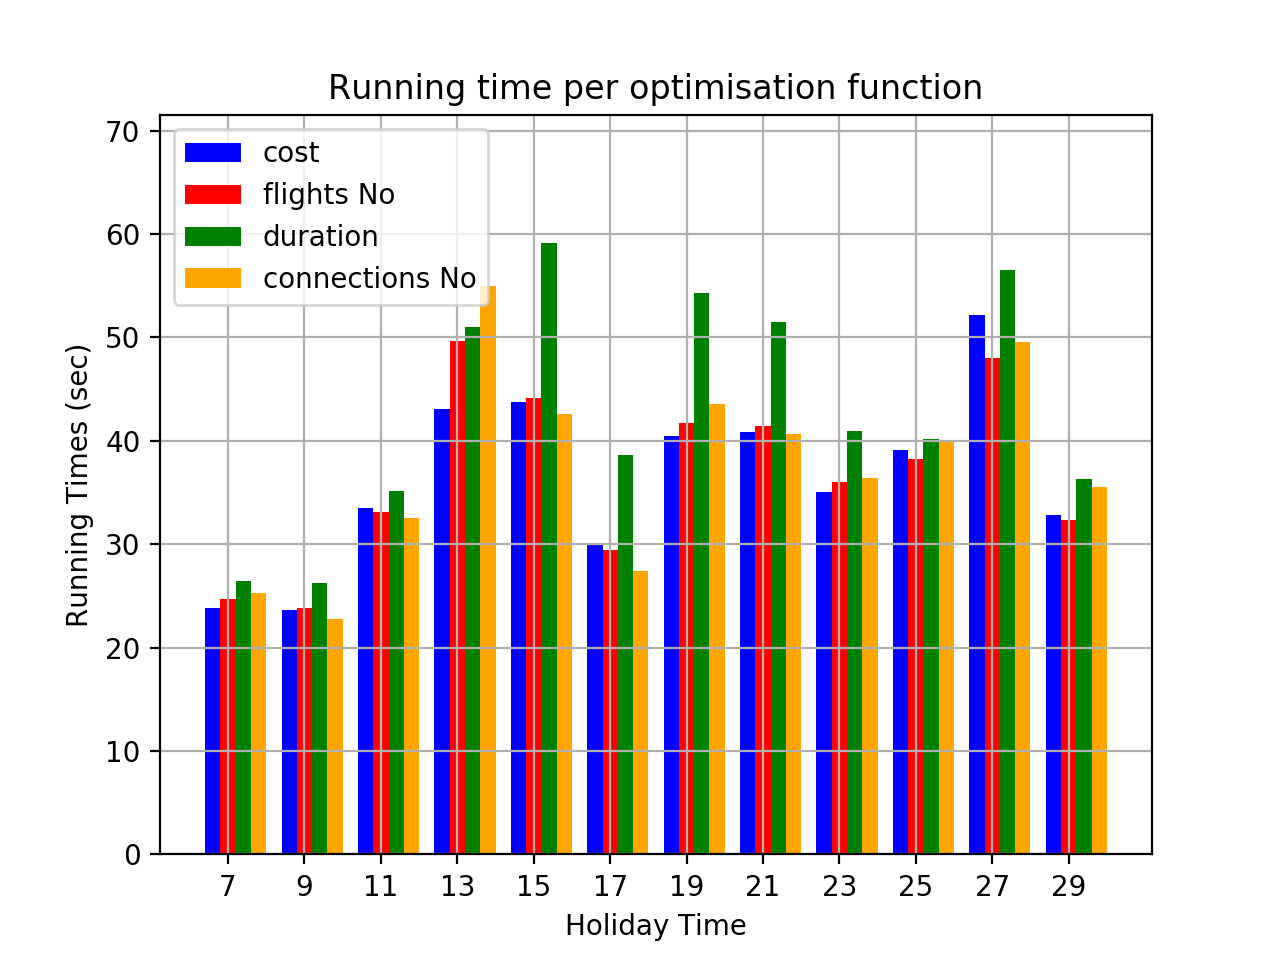 Running time per optimisation function
70
60
50
40
30
20
10
0
Running Times (sec)
cost
flights No
duration
connections No
7 9 11 13 15 17 19 21 23 25 27 29
Holiday Time